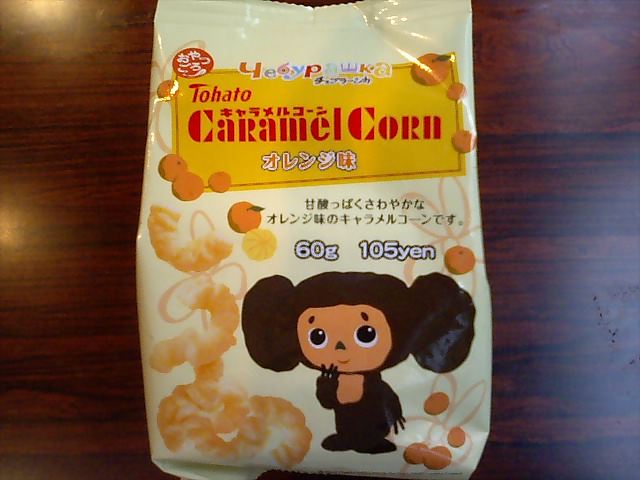 おやつ
ごころ
Чебурашка
チェブラーシカ
Tohato
キャラメルコーン
CARAMEL CORN
オレンジ味
甘酸っぱくさわやかな
オレンジ味のキャラメルコーンです。
60g 105yen